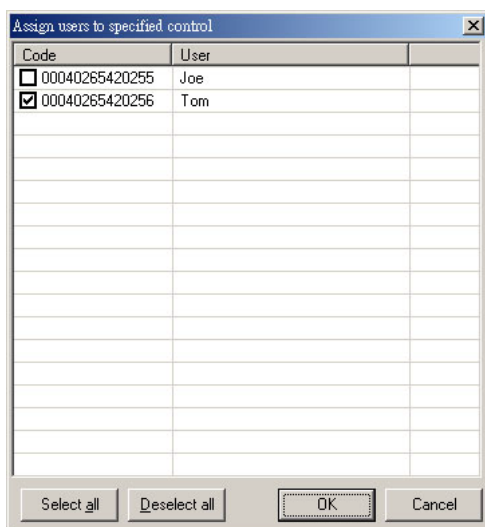 Assign users to specified control
Code User
00040265420255 Joe
00040265420256 Tom
Select all Deselect all OK Cancel